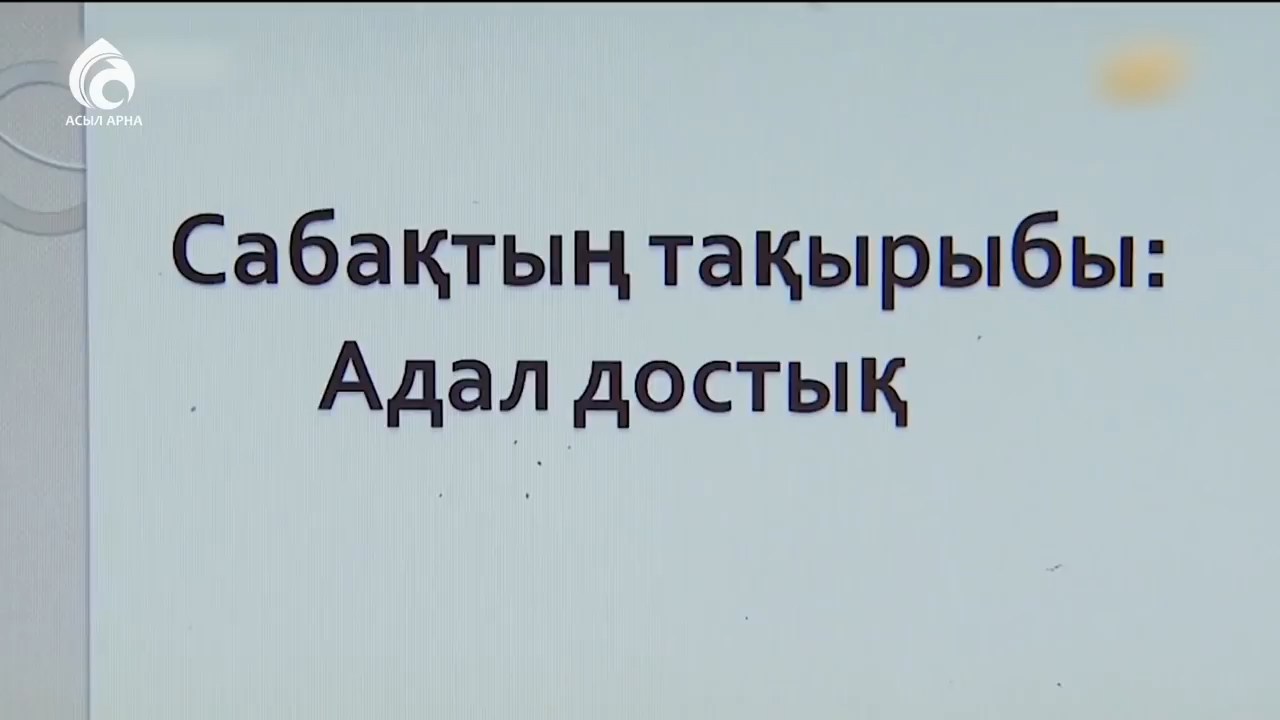 АСЫЛ АРНА
Сабақтың тақырыбы:
Адал достық